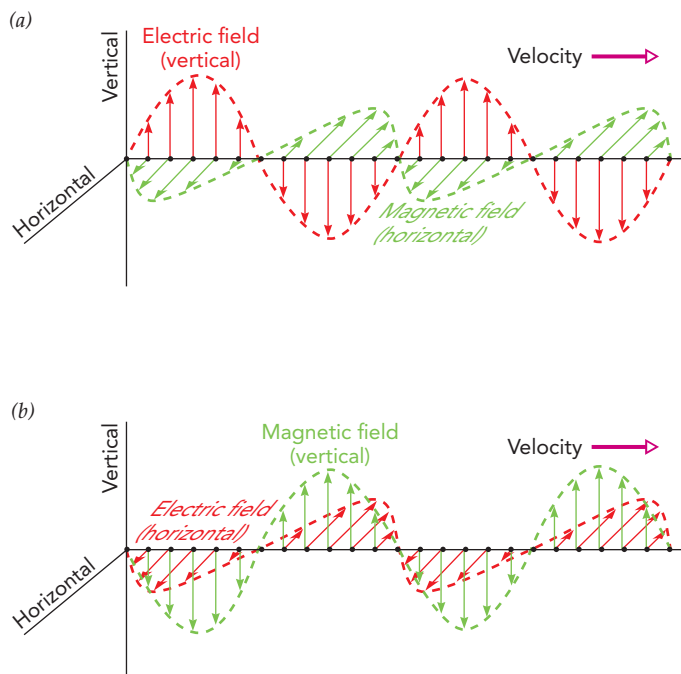 (a)
Electric field
(vertical)
Velocity
Vertical
Horizontal
Magnetic field
(horizontal)
(b)
Magnetic field
(vertical)
Velocity
Vertical
Electric field
(horizontal)
Horizontal